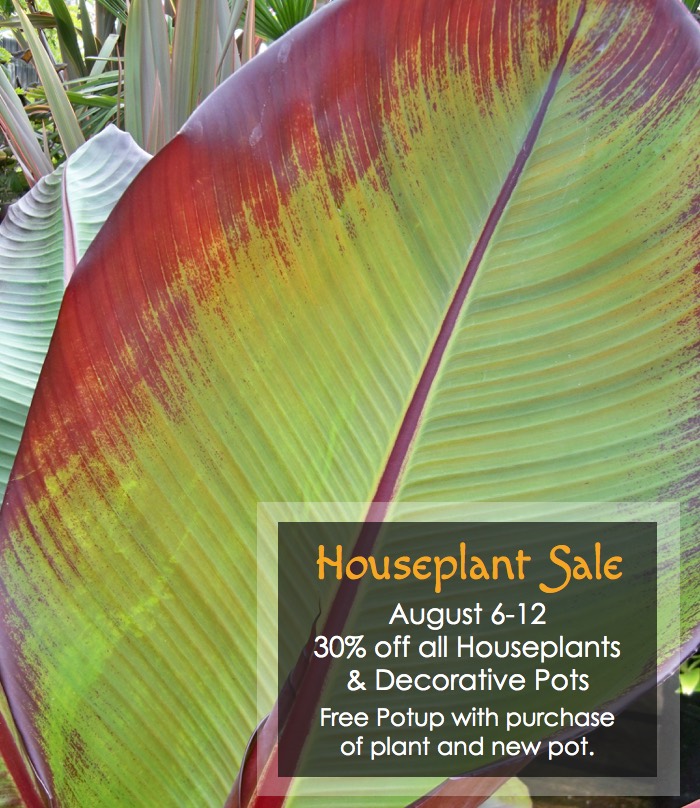 Houseplant Sale
August 6-12
30% off all Houseplants
& Decorative Pots
Free Potup with purchase
of plant and new pot.